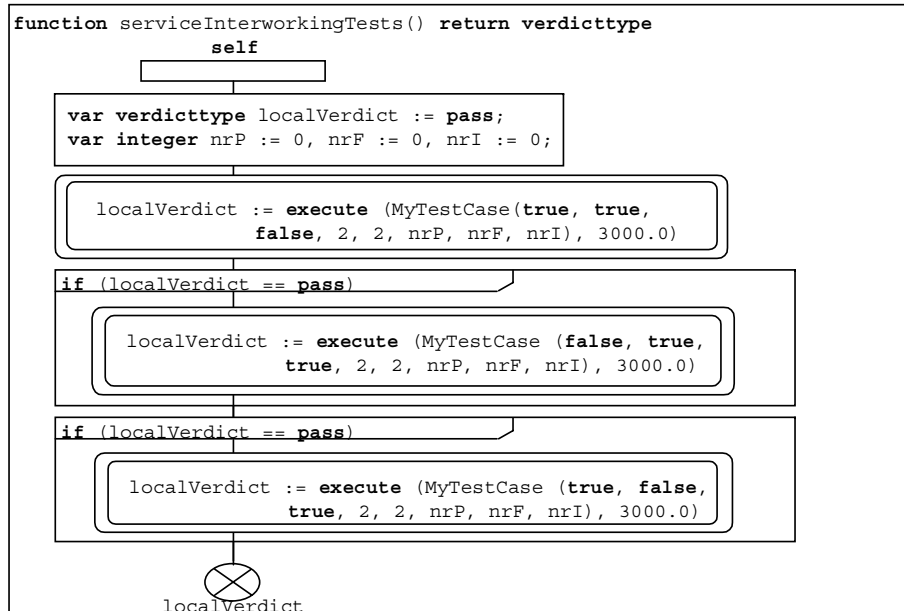 function serviceInterworkingTests() return verdicttype
self
var verdicttype localVerdict := pass;
var integer nrP := 0, nrF := 0, nrI := 0;
localVerdict := execute (MyTestCase(true, true,
false, 2, 2, nrP, nrF, nrI), 3000.0)
if (localVerdict == pass)
localVerdict := execute (MyTestCase (false, true,
true, 2, 2, nrP, nrF, nrI), 3000.0)
if (localVerdict == pass)
localVerdict := execute (MyTestCase (true, false,
true, 2, 2, nrP, nrF, nrI), 3000.0)
localVerdict